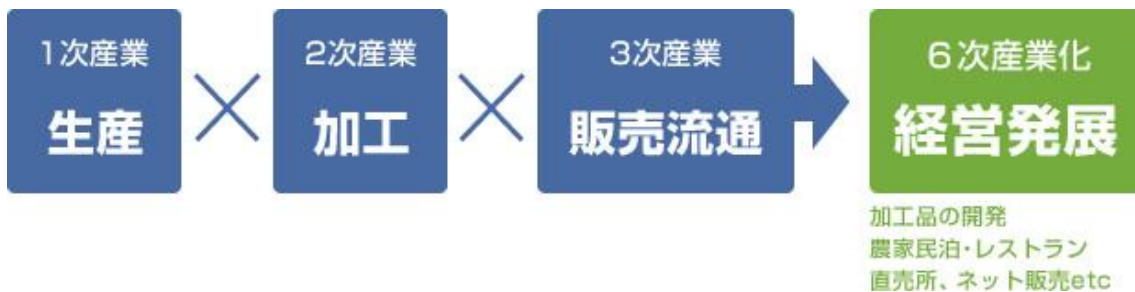 1次産業
生産
2次産業
加工
3次産業
販売流通
6次産業化
経営発展
加工品の開発
農家民泊・レストラン
直売所、ネット販売etc